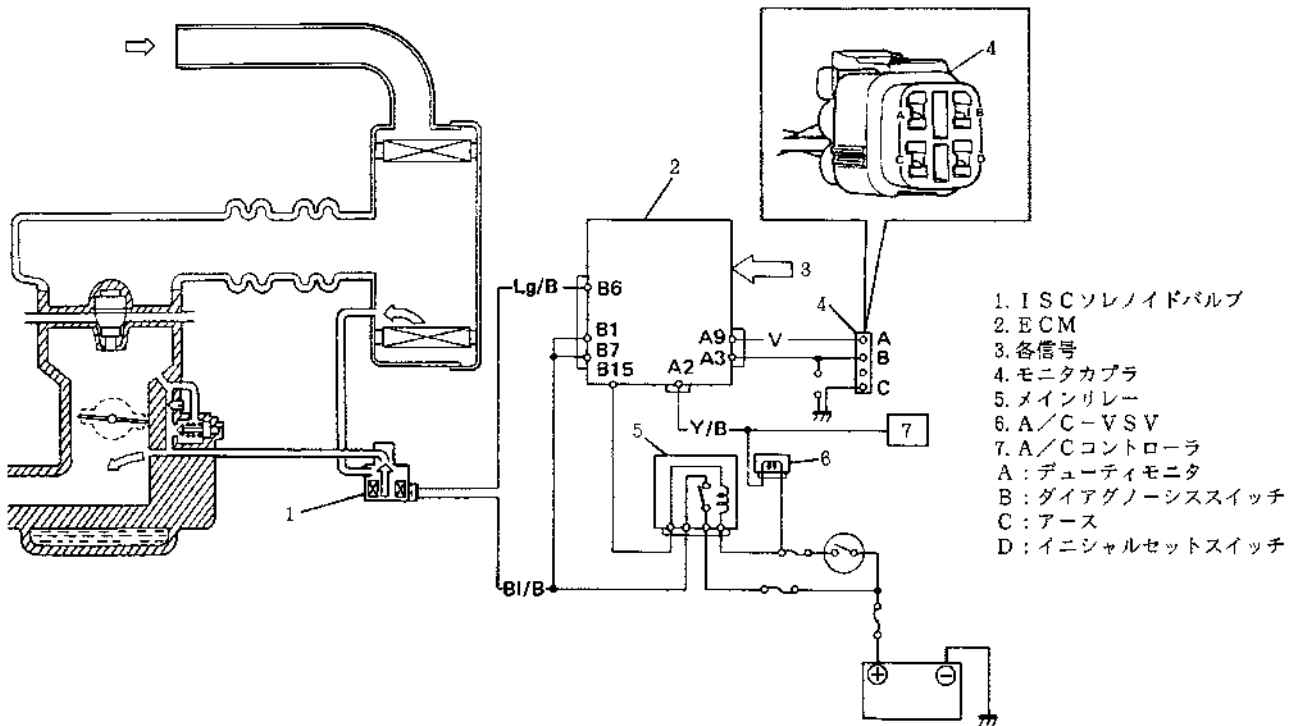 4
A
B
C
D
2
3
Lg/B
B6
B1
B7
B15
A9
A3
A2
V
4
A
B
C
Y/B
7
5
6
1
Bl/B
+
−
1. ISCソレノイドバルブ
2. ECM
3. 各信号
4. モニタカプラ
5. メインリレー
6. A/C-VSV
7. A/Cコントローラ
A:デューティモニタ
B:ダイアグノーシススイッチ
C:アース
D:イニシャルセットスイッチ